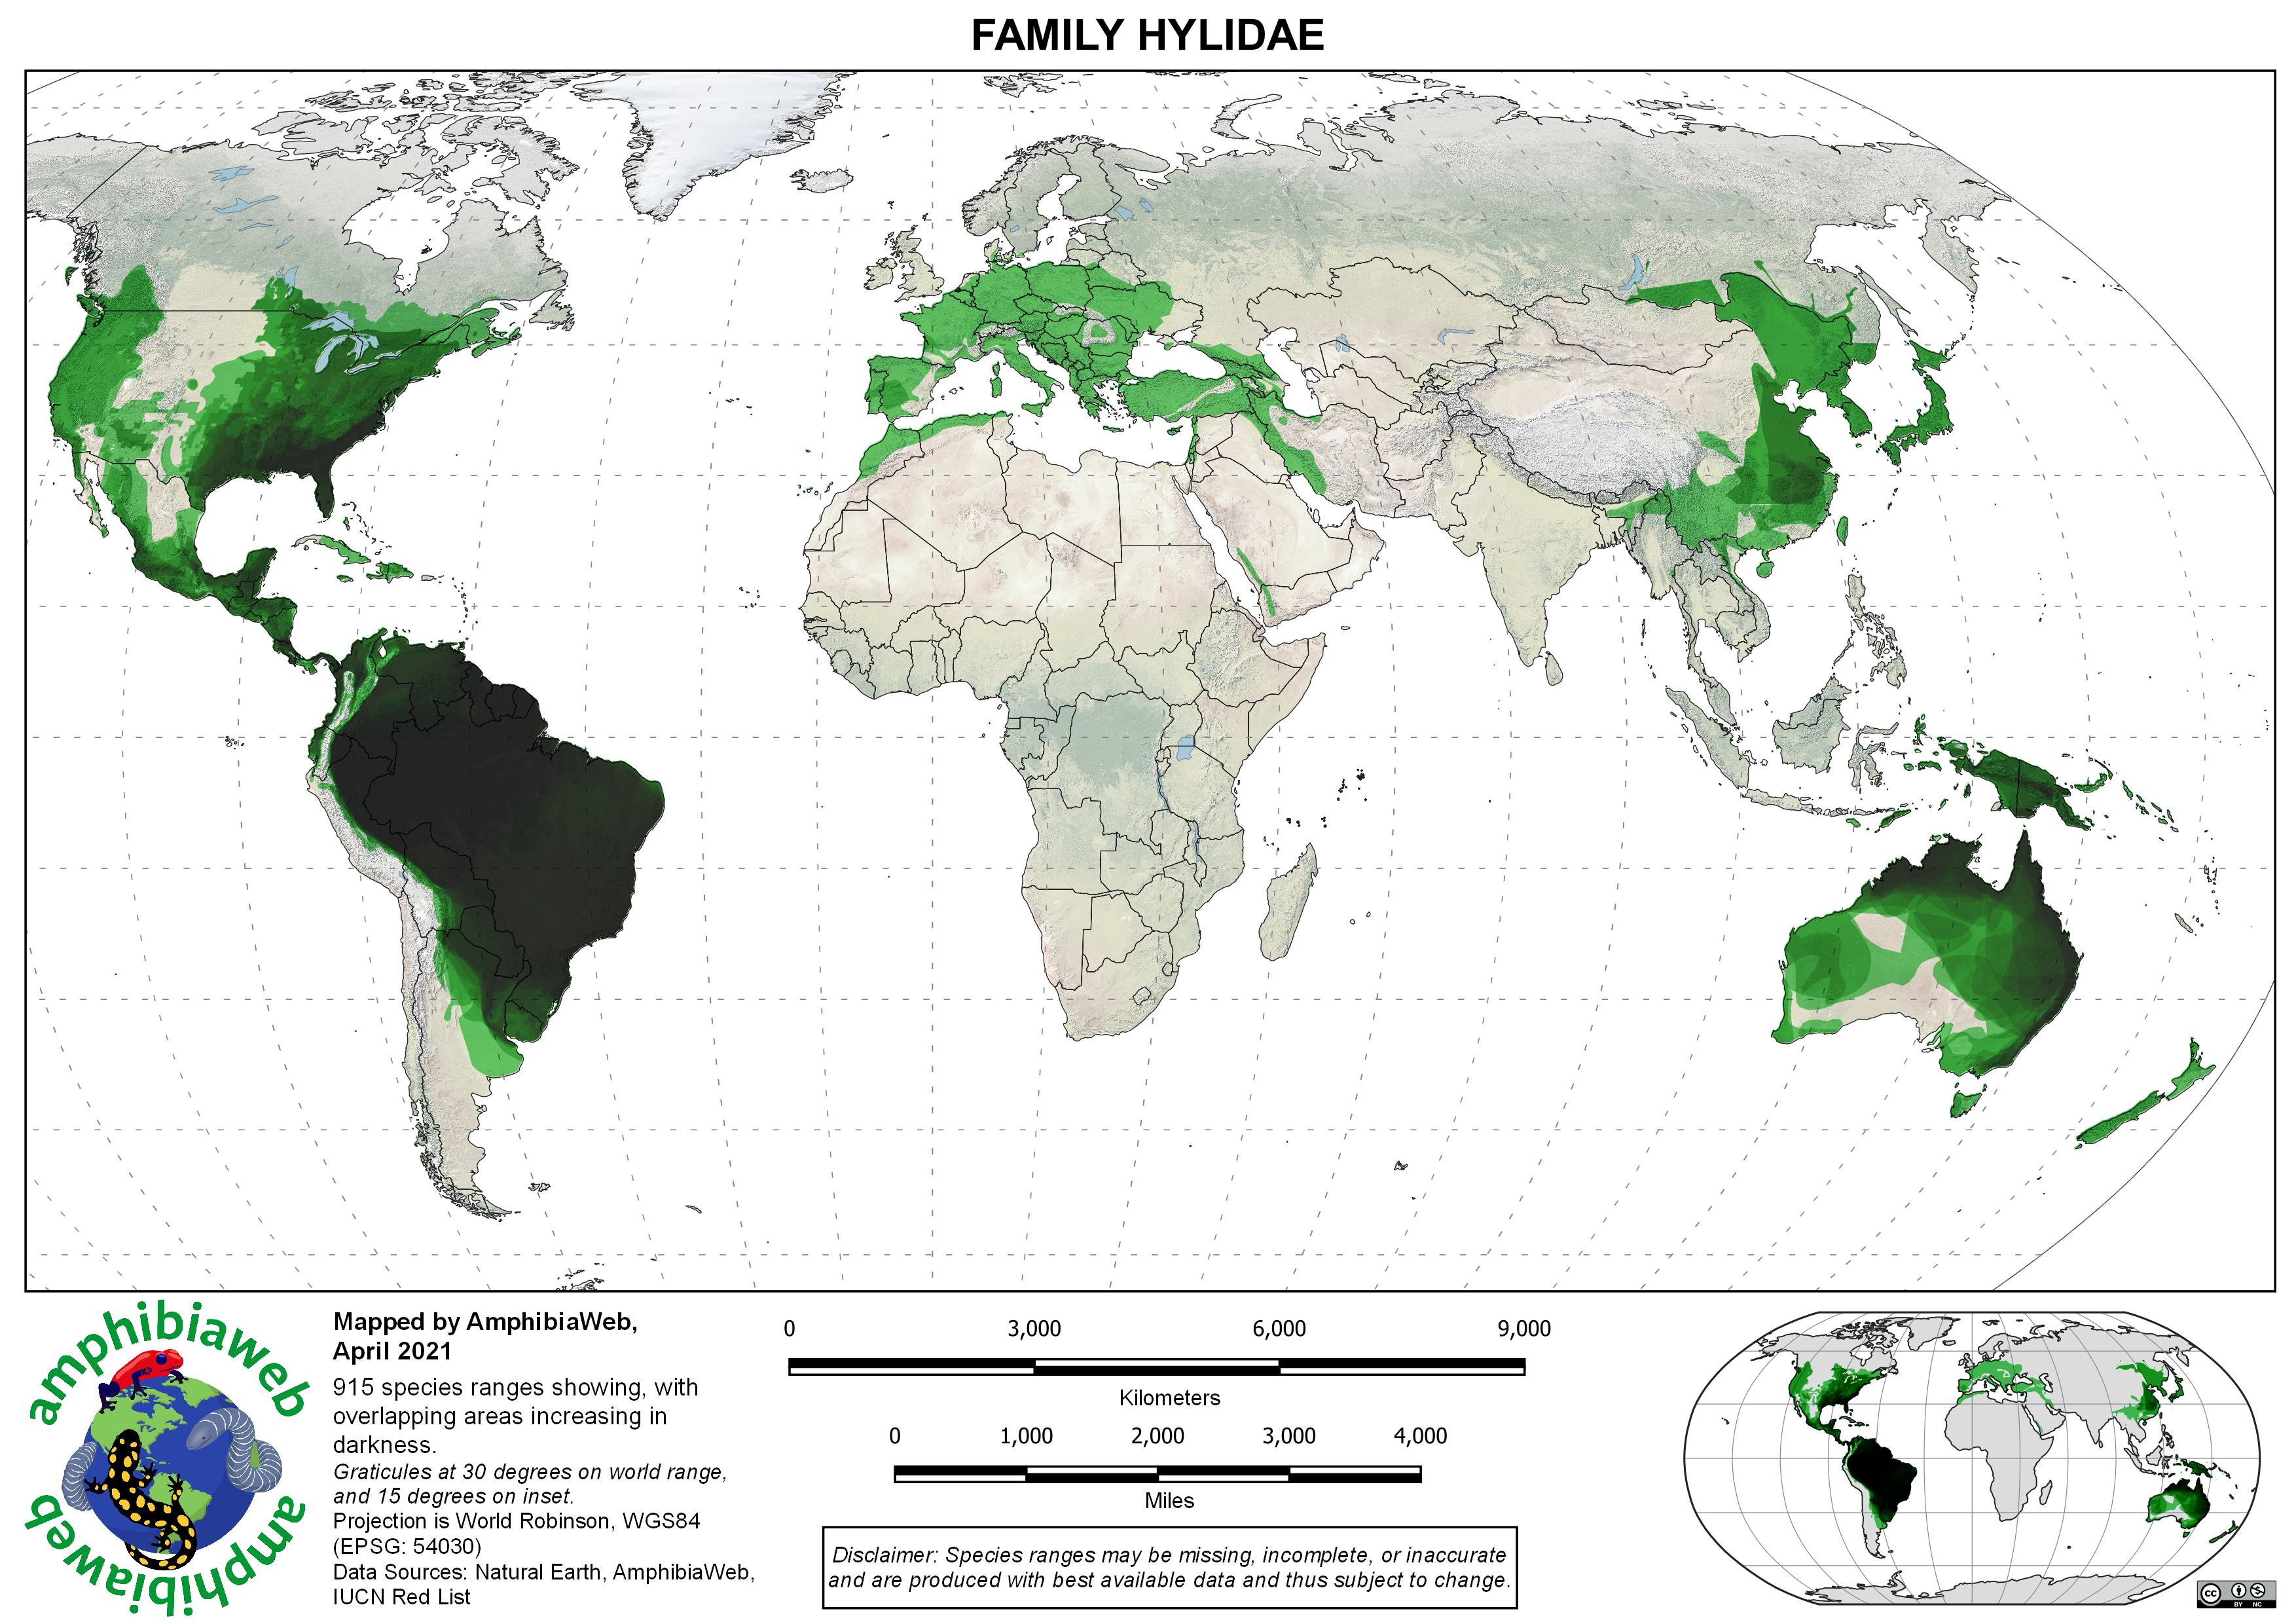 FAMILY HYLIDAE
amphibiaweb
amphibiaweb
Mapped by AmphibiaWeb,
April 2021
915 species ranges showing, with
overlapping areas increasing in
darkness.
Graticules at 30 degrees on world range,
and 15 degrees on inset.
Projection is World Robinson, WGS84
(EPSG: 54030)
Data Sources: Natural Earth, AmphibiaWeb,
IUCN Red List
0 3,000 6,000 9,000
Kilometers
0 1,000 2,000 3,000 4,000
Miles
Disclaimer: Species ranges may be missing, incomplete, or inaccurate
and are produced with best available data and thus subject to change.
cc
BY NC